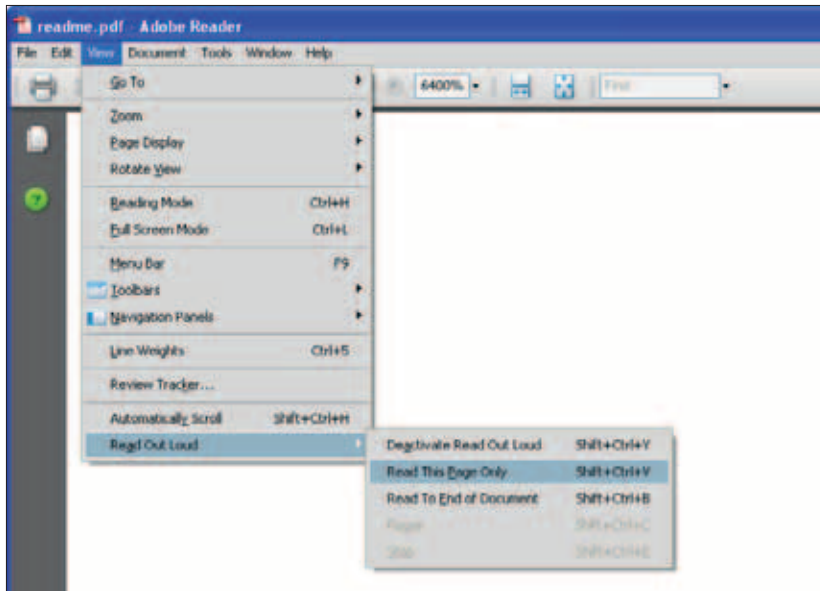 readme.pdf - Adobe Reader
File Edit View Document Tools Window Help
6400%
Find
Go To
Zoom
Page Display
Rotate View
Reading Mode Ctrl+H
Full Screen Mode Ctrl+L
Menu Bar F9
Toolbars
Navigation Panels
Line Weights Ctrl+5
Review Tracker...
Automatically Scroll Shift+Ctrl+H
Read Out Loud
Deactivate Read Out Loud Shift+Ctrl+Y
Read This Page Only Shift+Ctrl+V
Read To End of Document Shift+Ctrl+B
Pause Shift+Ctrl+C
Stop Shift+Ctrl+E